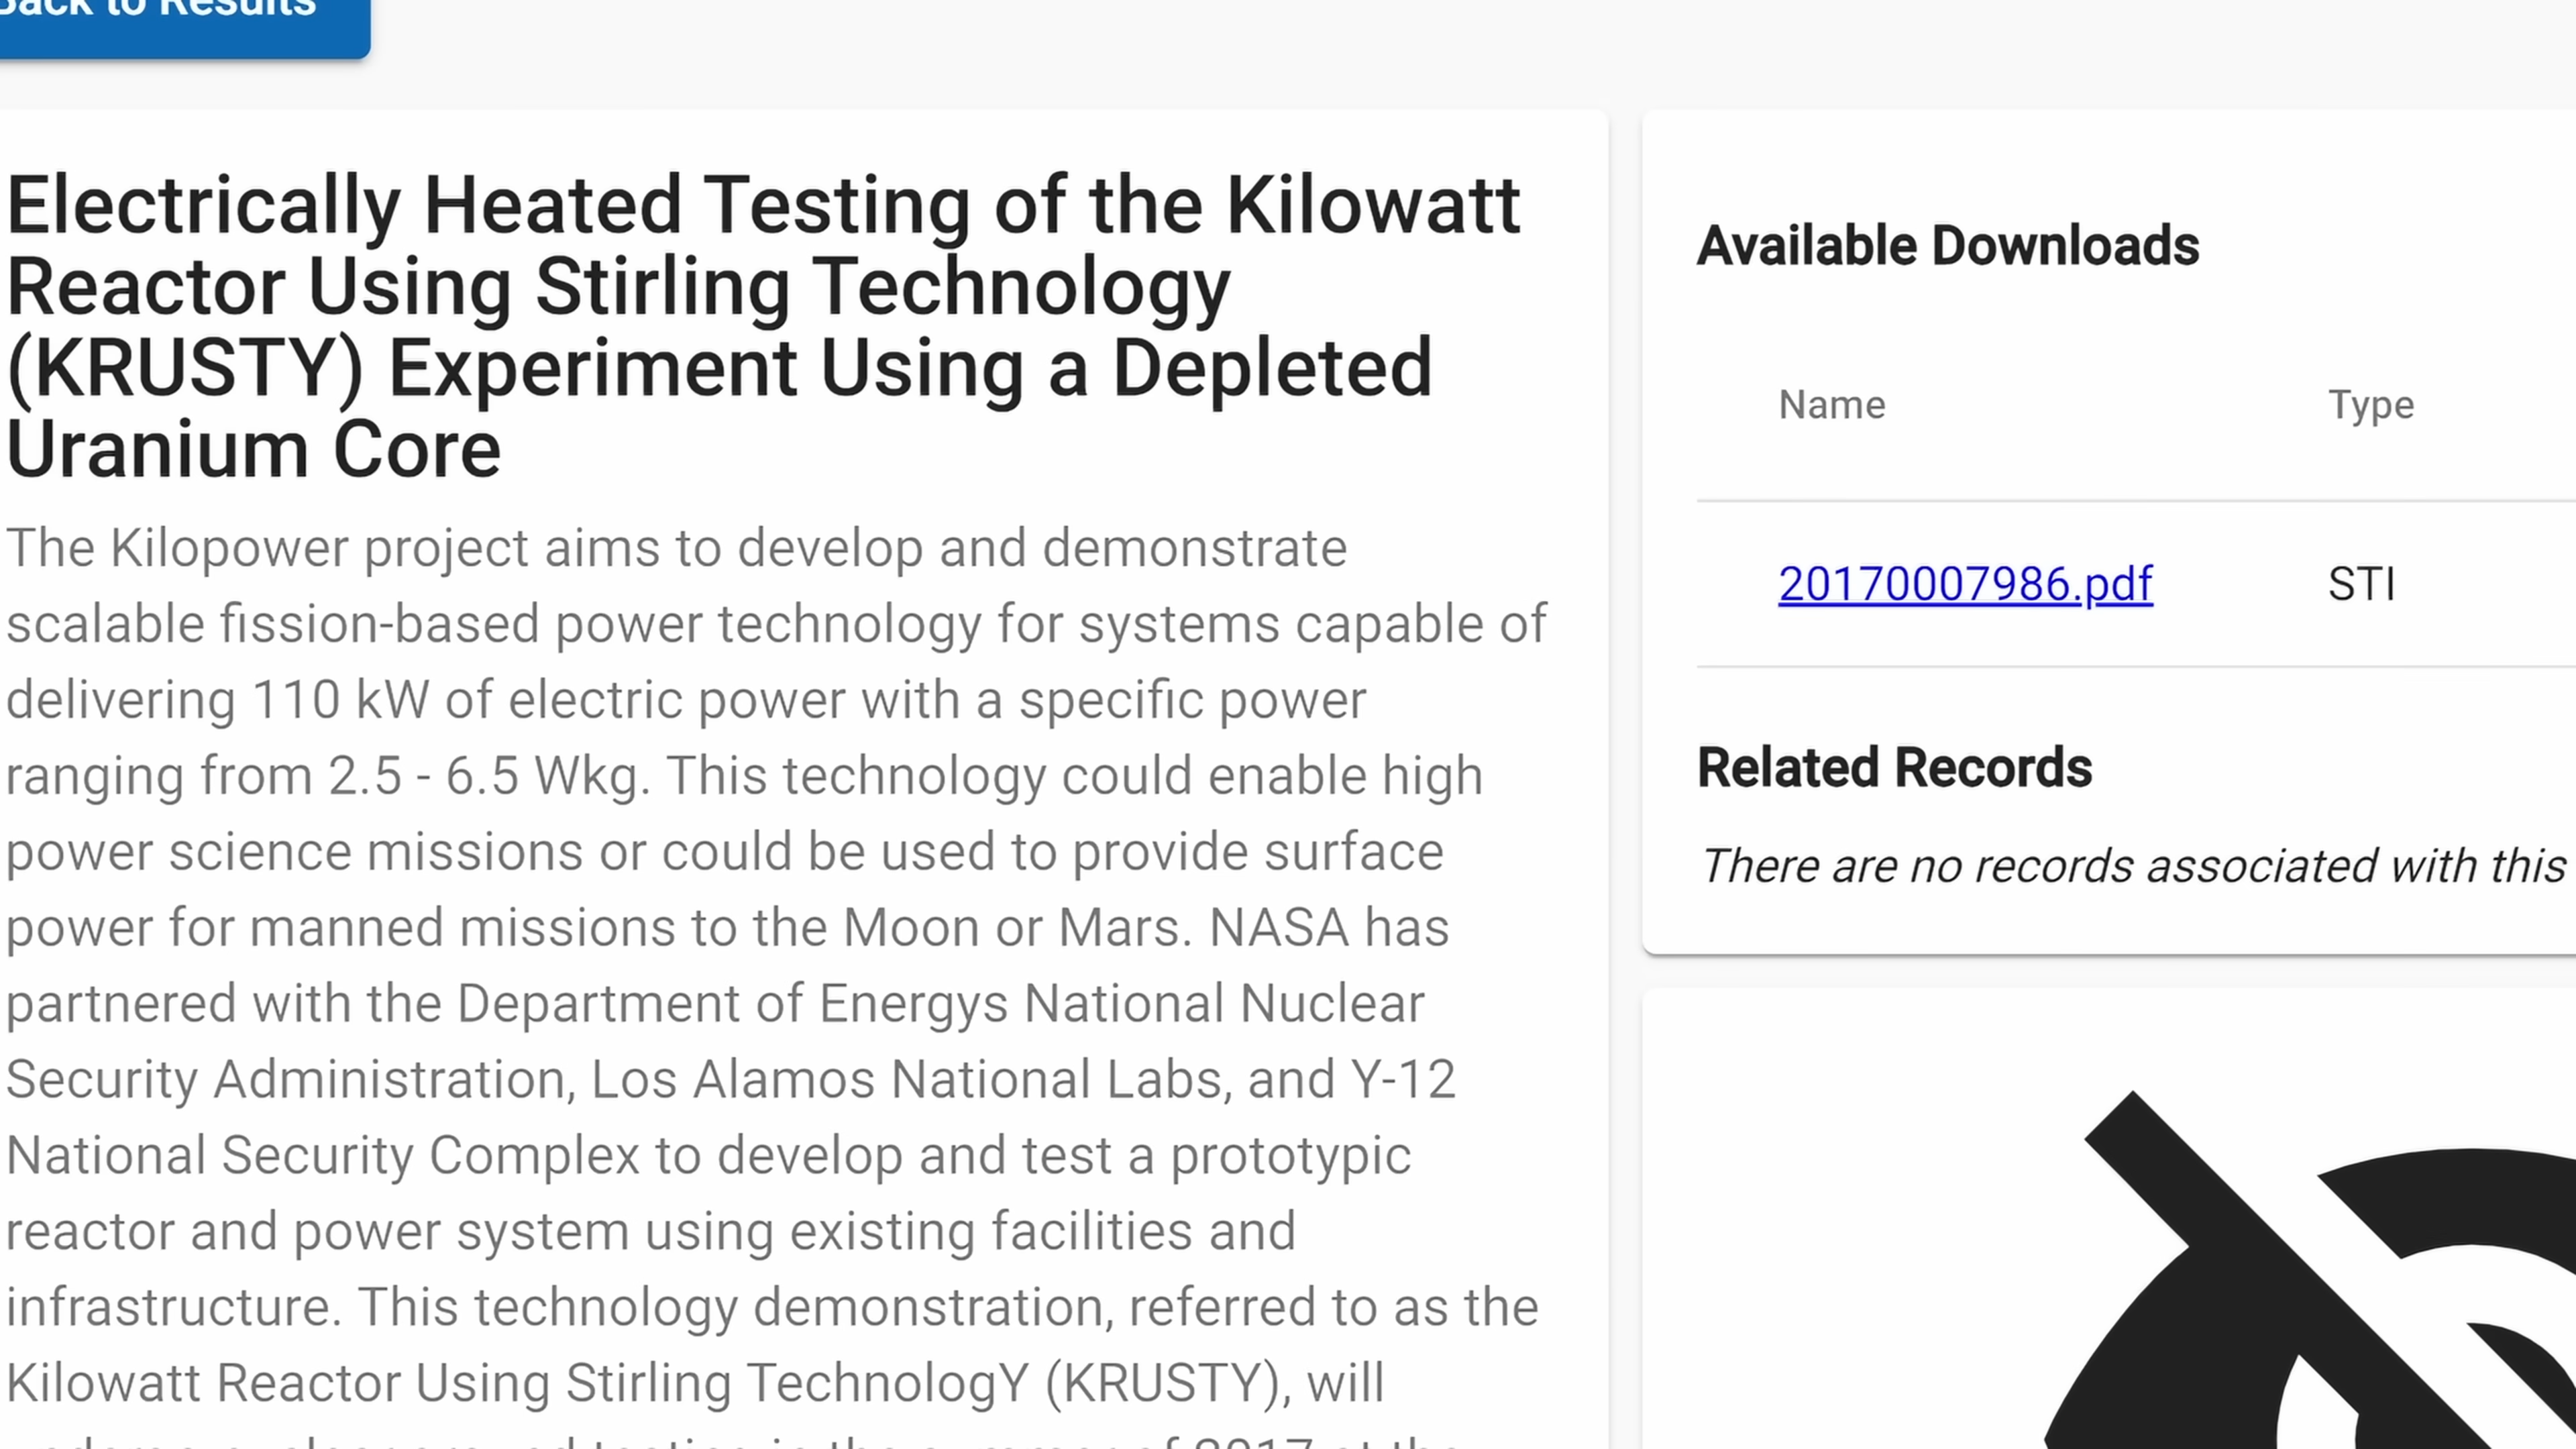 Back to Results
Electrically Heated Testing of the Kilowatt
Reactor Using Stirling Technology
(KRUSTY) Experiment Using a Depleted
Uranium Core
The Kilopower project aims to develop and demonstrate
scalable fission-based power technology for systems capable of
delivering 110 kW of electric power with a specific power
ranging from 2.5 - 6.5 Wkg. This technology could enable high
power science missions or could be used to provide surface
power for manned missions to the Moon or Mars. NASA has
partnered with the Department of Energys National Nuclear
Security Administration, Los Alamos National Labs, and Y-12
National Security Complex to develop and test a prototypic
reactor and power system using existing facilities and
infrastructure. This technology demonstration, referred to as the
Kilowatt Reactor Using Stirling TechnologY (KRUSTY), will
Available Downloads
Name Type
20170007986.pdf STI
Related Records
There are no records associated with this